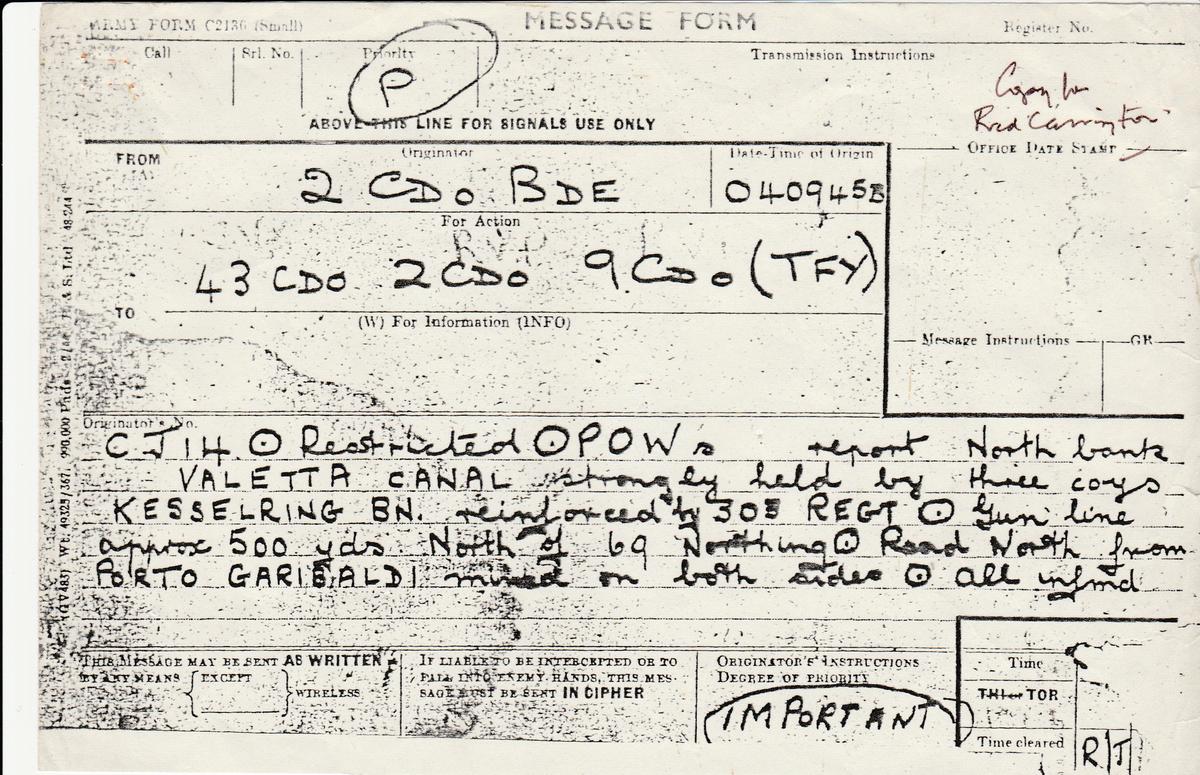 MESSAGE FORM
ARMY FORM C2136 (Small)
Register No.
Call
Srl. No.
Priority
Transmission Instructions
P
Copy for
Carrington
ABOVE THIS LINE FOR SIGNALS USE ONLY
OFFICE DATE STAMP
FROM
(A)
Originator
Date-Time of Origin
2 CDO BDE
040945B
For Action
43 CDO 2 CDO 9 CDO (TFY)
TO
(W) For Information (INFO)
Message Instructions
GR
Originator's No.
CJ14 ⊙ Restricted ⊙ POWs report North bank
VALETTA CANAL strongly held by three coys
KESSELRING BN. reinforced by 303 REGT ⊙ Gun line
approx 500 yds North of 69 Northing ⊙ Road North from
PORTO GARIBALDI mined on both sides ⊙ All infmd
THIS MESSAGE MAY BE SENT AS WRITTEN
BY ANY MEANS EXCEPT WIRELESS
IF LIABLE TO BE INTERCEPTED OR TO
FALL INTO ENEMY HANDS, THIS MES-
SAGE MUST BE SENT IN CIPHER
ORIGINATOR'S INSTRUCTIONS
DEGREE OF PRIORITY
IMPORTANT
Time
THI or TOR
Time cleared
R/T